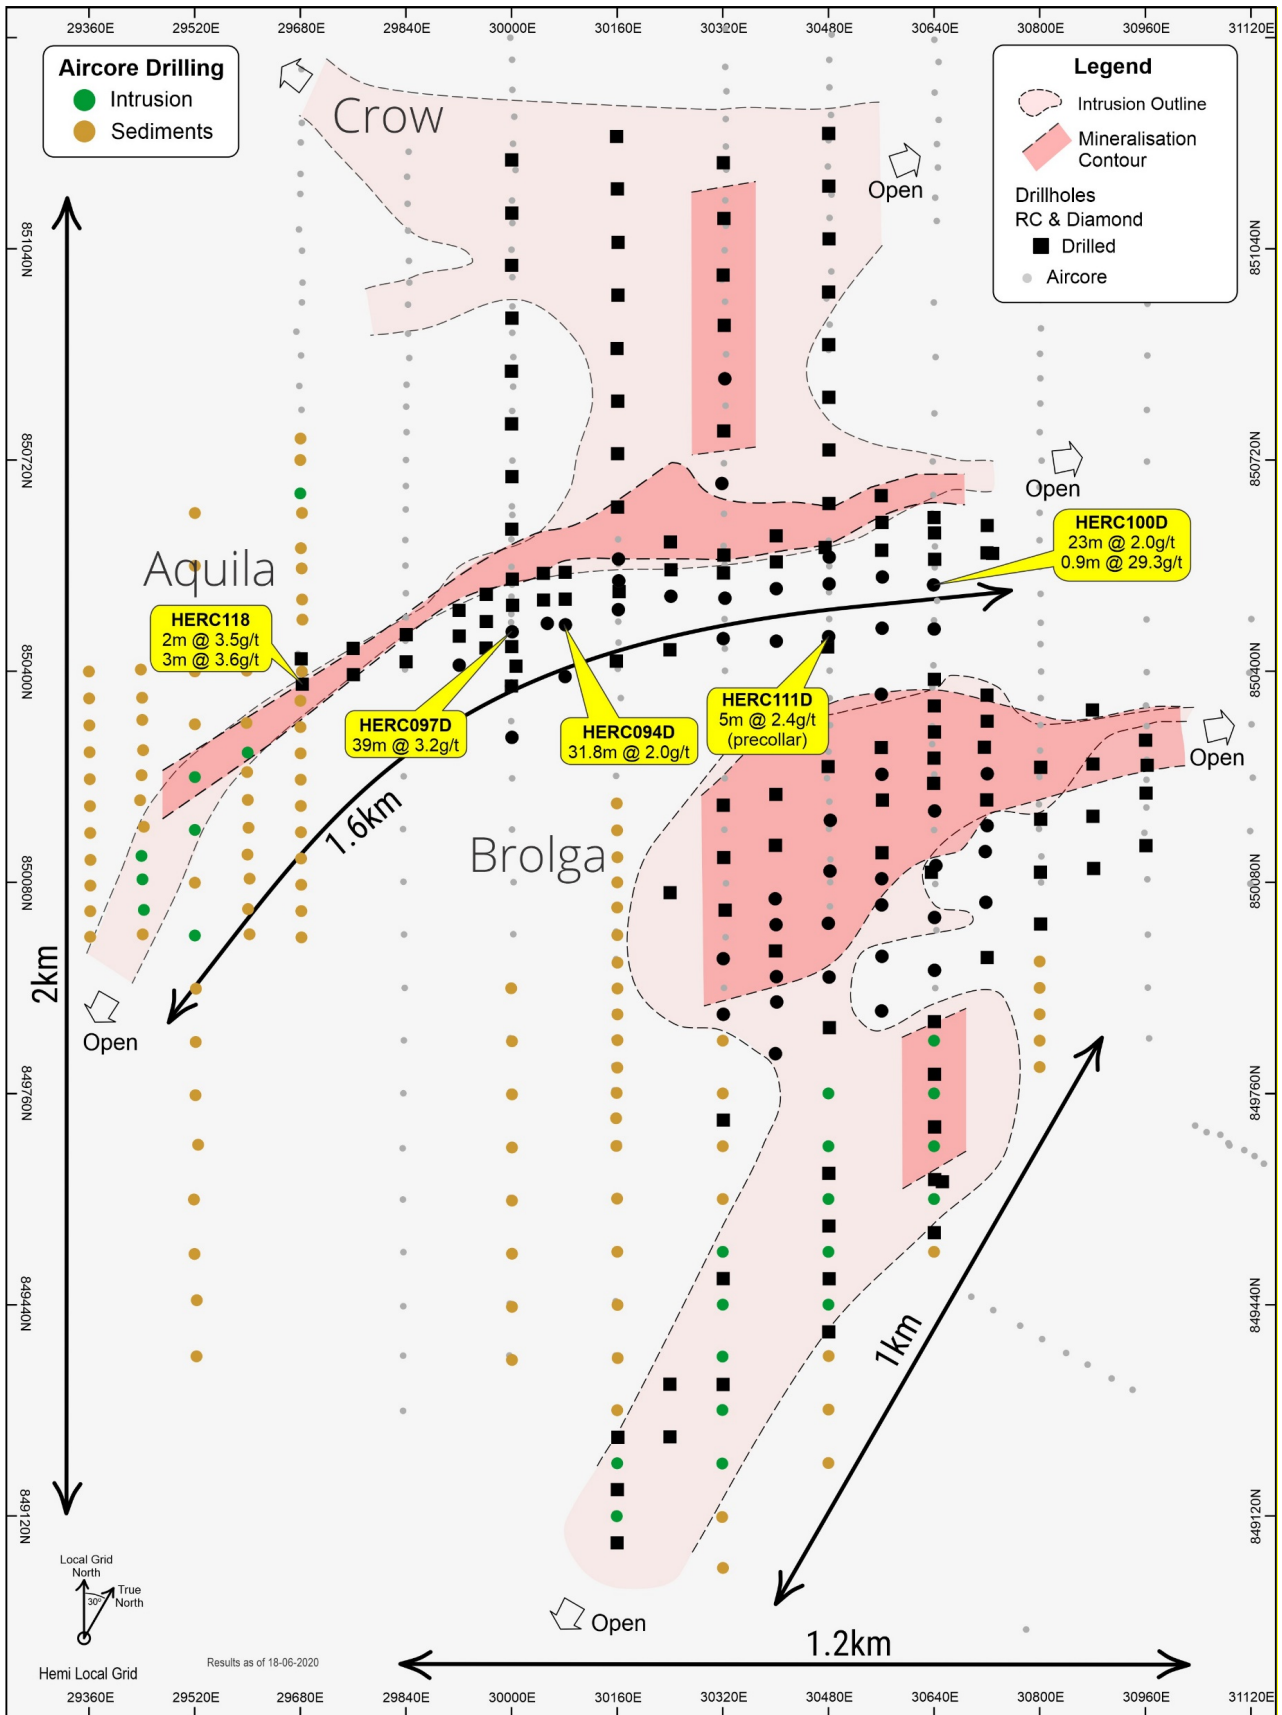 29360E 29520E 29680E 29840E 30000E 30160E 30320E 30480E 30640E 30800E 30960E 31120E
Aircore Drilling
Intrusion
Sediments
Crow
Legend
Intrusion Outline
Mineralisation
Contour
Drillholes
RC & Diamond
Drilled
Aircore
Open
851040N
851040N
850720N
850720N
Open
Aquila
HERC100D
23m @ 2.0g/t
0.9m @ 29.3g/t
HERC118
2m @ 3.5g/t
3m @ 3.6g/t
850400N
850400N
HERC097D
39m @ 3.2g/t
HERC094D
31.8m @ 2.0g/t
HERC111D
5m @ 2.4g/t
(precollar)
Open
1.6km
Brolga
850080N
850080N
2km
Open
849760N
849760N
849440N
849440N
1km
849120N
849120N
Local Grid
North
True
North
30º
Hemi Local Grid
Results as of 18-06-2020
Open
1.2km
29360E 29520E 29680E 29840E 30000E 30160E 30320E 30480E 30640E 30800E 30960E 31120E